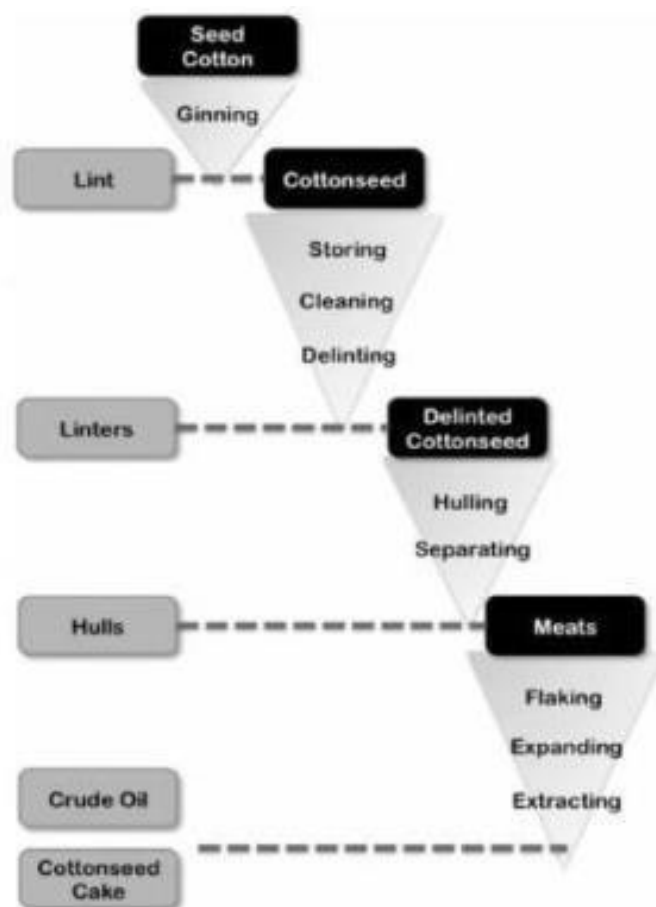 Seed
Cotton
Ginning
Lint
Cottonseed
Storing
Cleaning
Delinting
Linters
Delinted
Cottonseed
Hulling
Separating
Hulls
Meats
Flaking
Expanding
Crude Oil
Extracting
Cottonseed
Cake